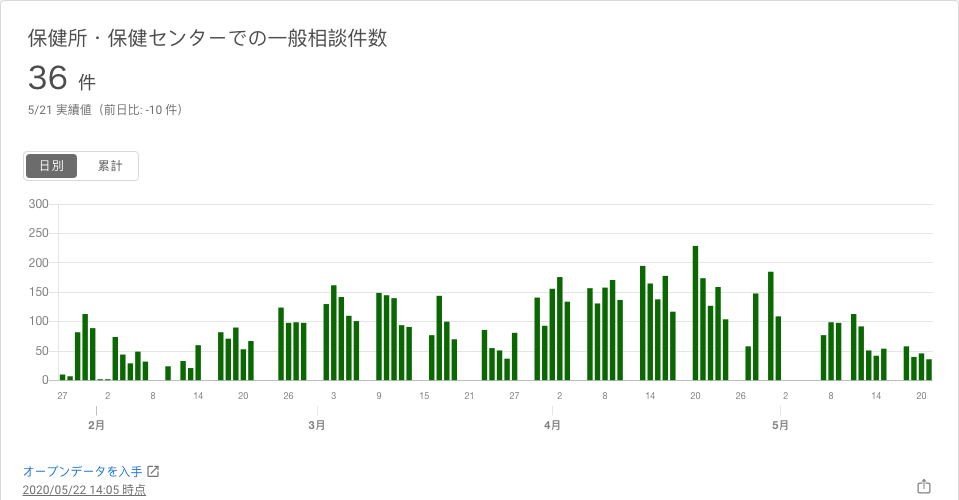 保健所・保健センターでの一般相談件数
36 件
5/21 実績値（前日比: -10 件）
日別 累計
300
250
200
150
100
50
0
27 2 8 14 20 26 3 9 15 21 27 2 8 14 20 26 2 8 14 20
2月 3月 4月 5月
オープンデータを入手
2020/05/22 14:05 時点